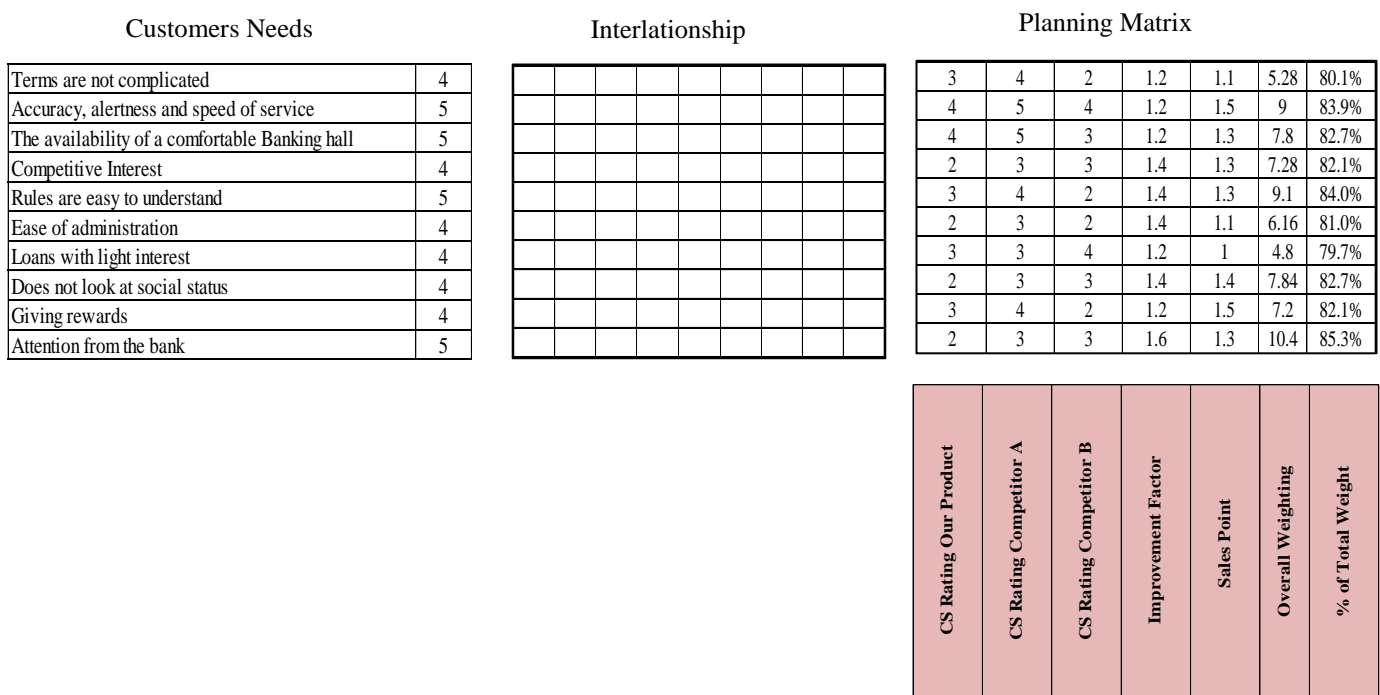 Customers Needs
Interlationship
Planning Matrix
Terms are not complicated 4 3 4 2 1.2 1.1 5.28 80.1%
Accuracy, alertness and speed of service 5 4 5 4 1.2 1.5 9 83.9%
The availability of a comfortable Banking hall 5 4 5 3 1.2 1.3 7.8 82.7%
Competitive Interest 4 2 3 3 1.4 1.3 7.28 82.1%
Rules are easy to understand 5 3 4 2 1.4 1.3 9.1 84.0%
Ease of administration 4 2 3 2 1.4 1.1 6.16 81.0%
Loans with light interest 4 3 3 4 1.2 1 4.8 79.7%
Does not look at social status 4 2 3 3 1.4 1.4 7.84 82.7%
Giving rewards 4 3 4 2 1.2 1.5 7.2 82.1%
Attention from the bank 5 2 3 3 1.6 1.3 10.4 85.3%
CS Rating Our Product
CS Rating Competitor A
CS Rating Competitor B
Improvement Factor
Sales Point
Overall Weighting
% of Total Weight